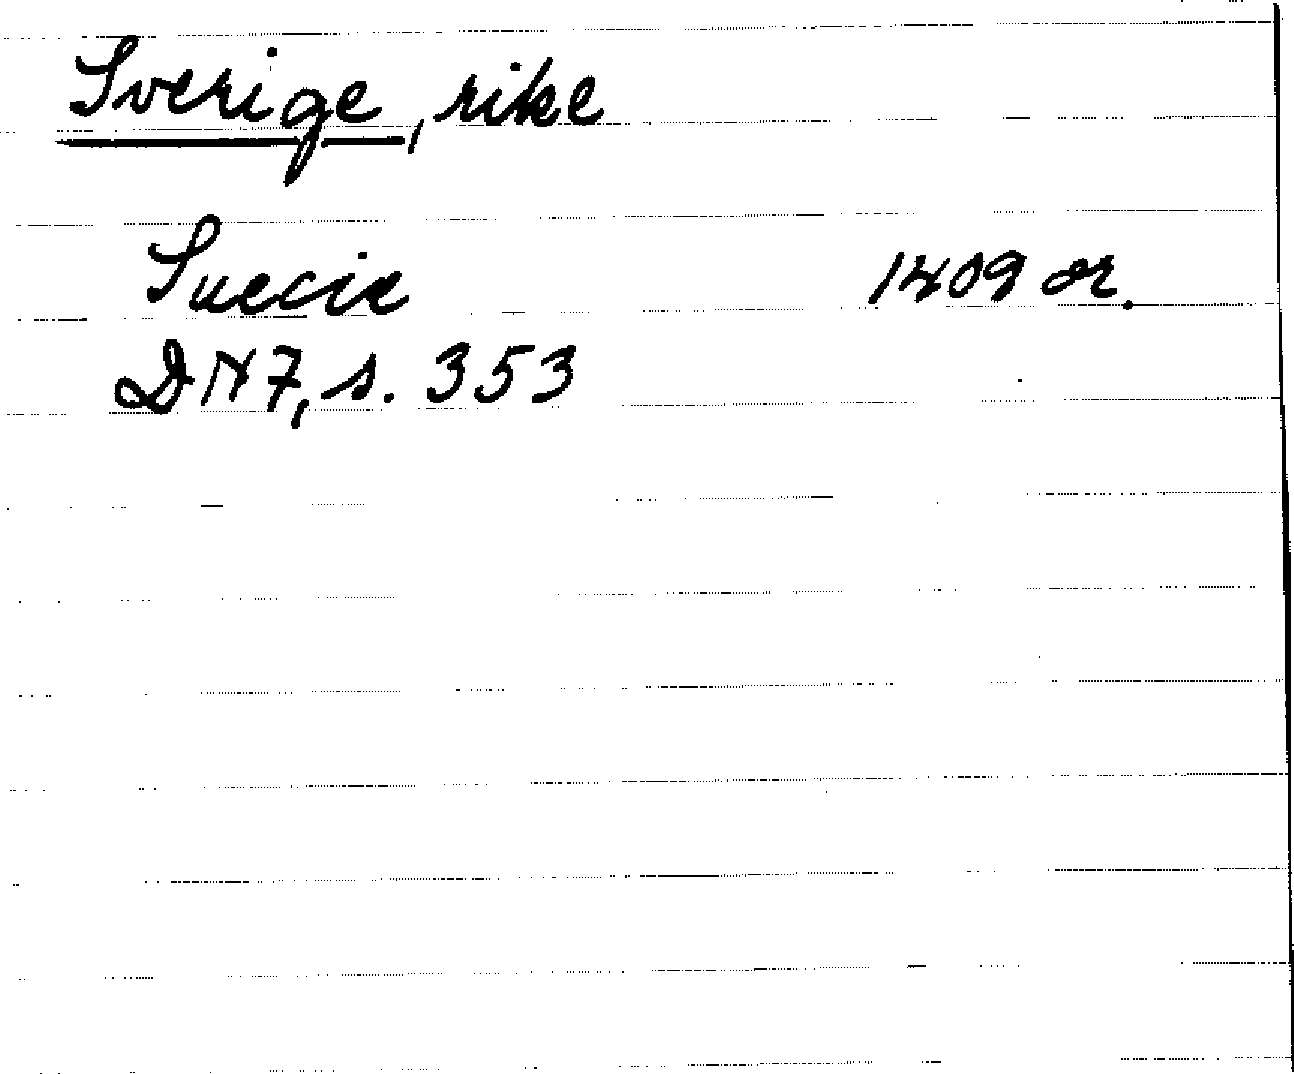 Sverige, rike
Suecie 1409 or.
DN7, s. 353